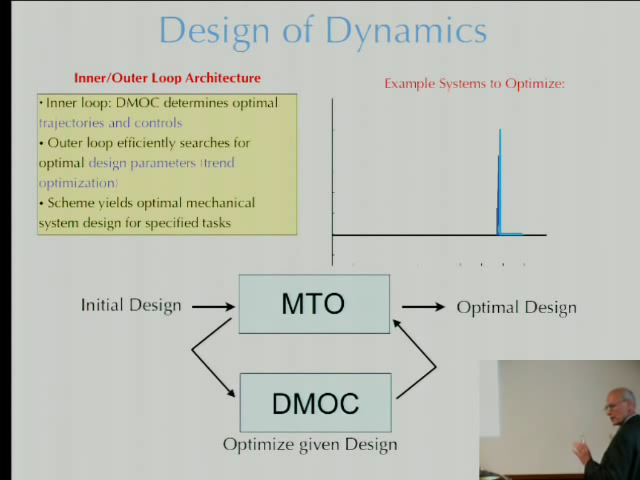 Design of Dynamics
Inner/Outer Loop Architecture
• Inner loop: DMOC determines optimal
trajectories and controls
• Outer loop efficiently searches for
optimal design parameters (trend
optimization)
• Scheme yields optimal mechanical
system design for specified tasks
Example Systems to Optimize:
Initial Design
MTO
Optimal Design
DMOC
Optimize given Design